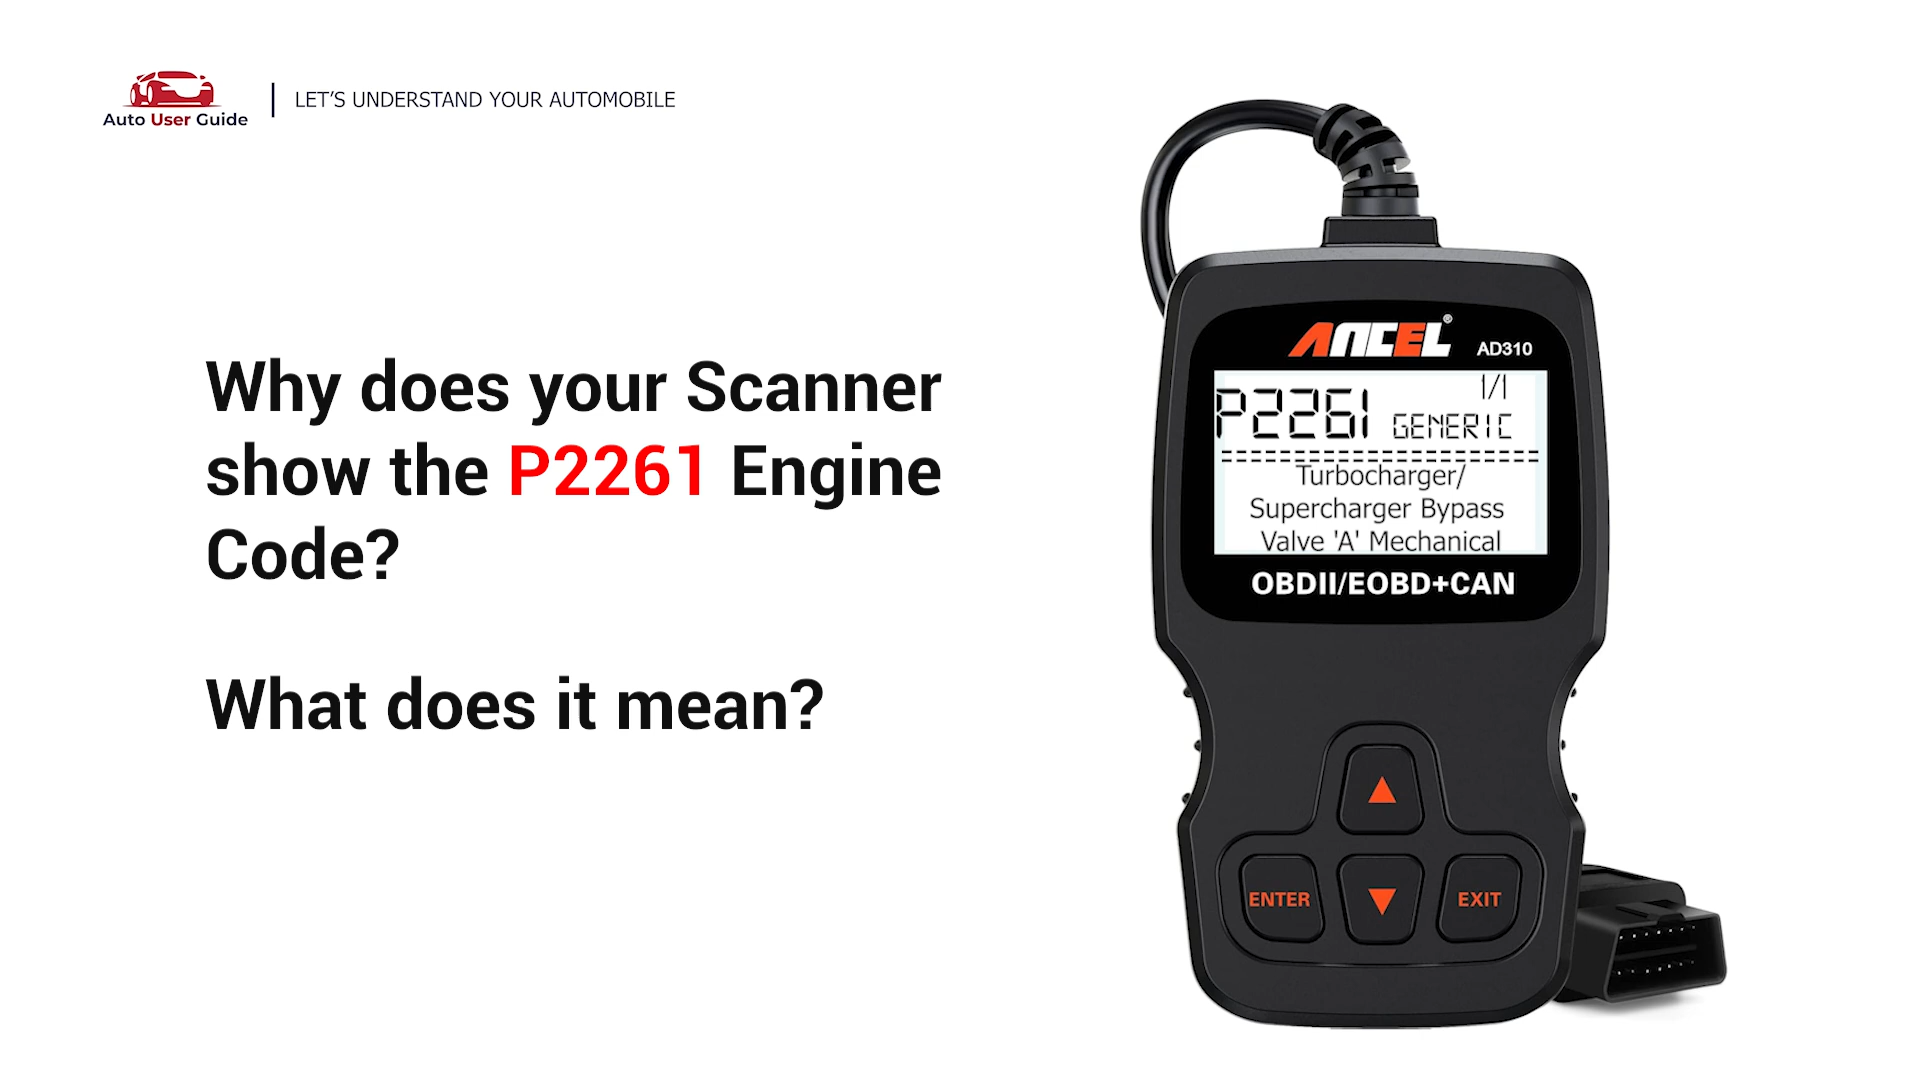 Auto User Guide
LET'S UNDERSTAND YOUR AUTOMOBILE
Why does your Scanner
show the P2261 Engine
Code?
What does it mean?
ANCEL®
AD310
P2261
1/1
GENERIC
Turbocharger/
Supercharger Bypass
Valve 'A' Mechanical
OBDII/EOBD+CAN
ENTER
EXIT